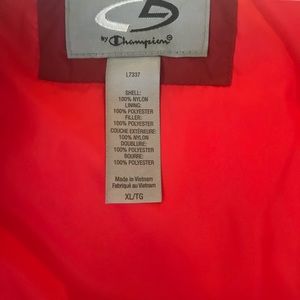 by Champion
L7337
SHELL:
100% NYLON
LINING:
100% POLYESTER
FILLER:
100% POLYESTER
COUCHE EXTÉRIEURE:
100% NYLON
DOUBLURE:
100% POLYESTER
BOURRE:
100% POLYESTER
Made in Vietnam
Fabriqué au Vietnam
XL/TG